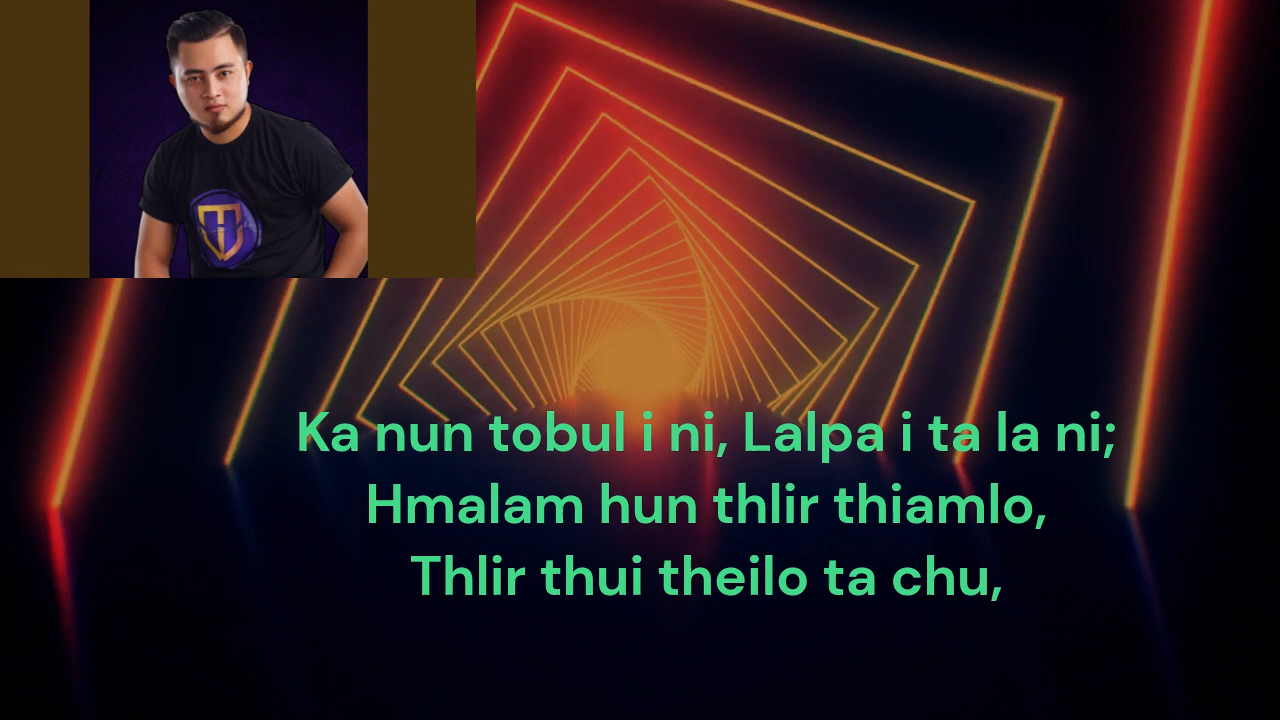 Ka nun tobul i ni, Lalpa i ta la ni;
Hmalam hun thlir thiamlo,
Thlir thui theilo ta chu,